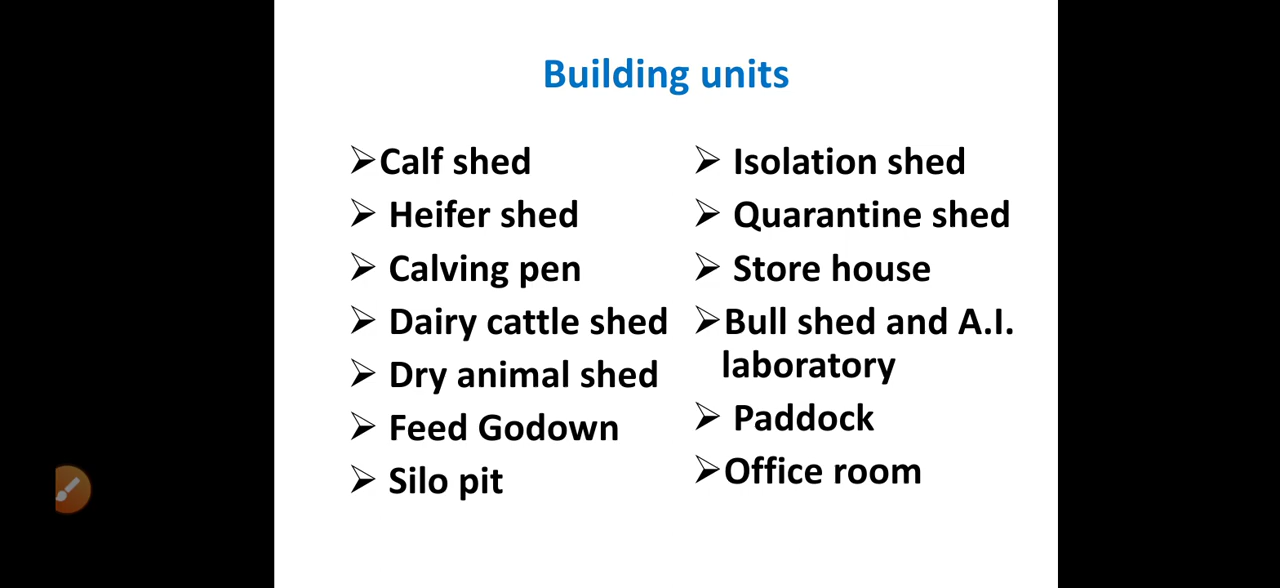 Building units
➢Calf shed
➢ Heifer shed
➢ Calving pen
➢ Dairy cattle shed
➢ Dry animal shed
➢ Feed Godown
➢ Silo pit
➢ Isolation shed
➢ Quarantine shed
➢ Store house
➢Bull shed and A.I.
laboratory
➢ Paddock
➢Office room